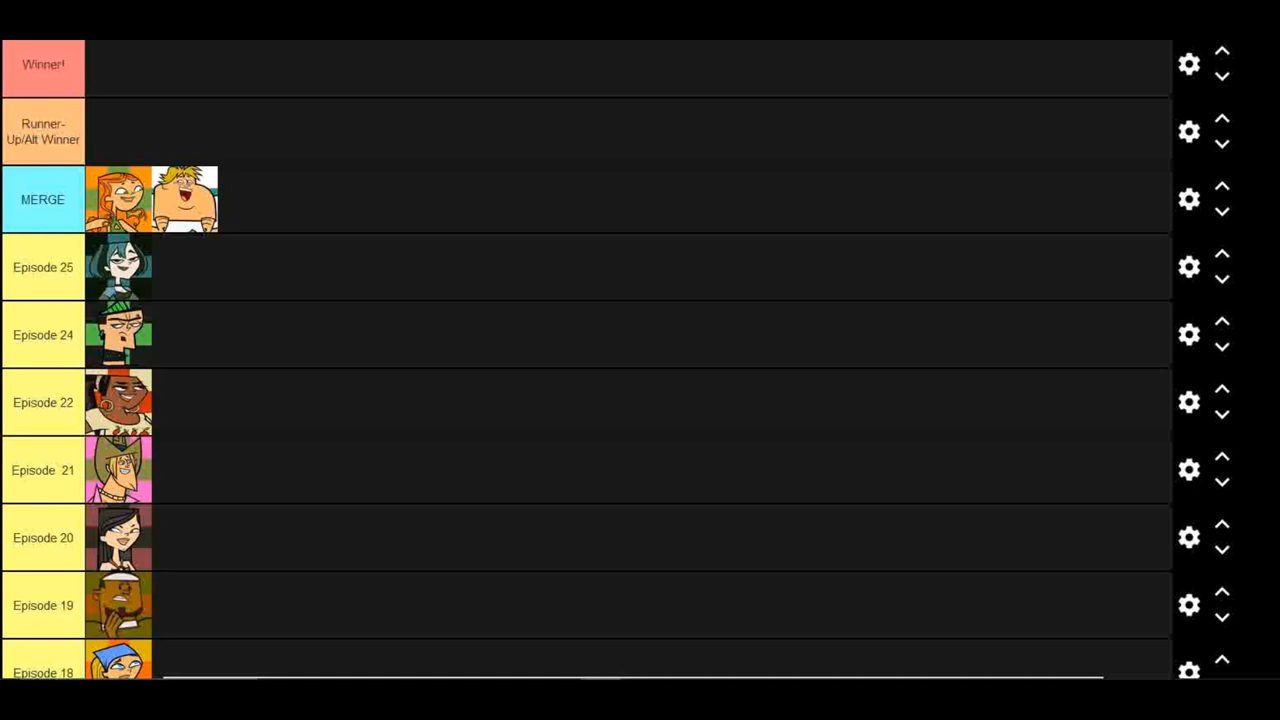 Winner!
Runner-
Up/Alt Winner
MERGE
Episode 25
Episode 24
Episode 22
Episode 21
Episode 20
Episode 19
Episode 18